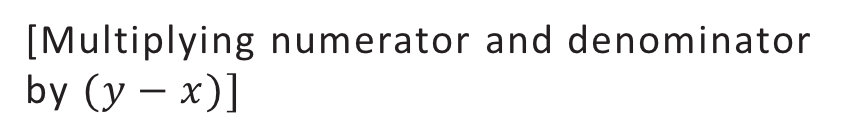 [Multiplying numerator and denominator
by (y − x)]